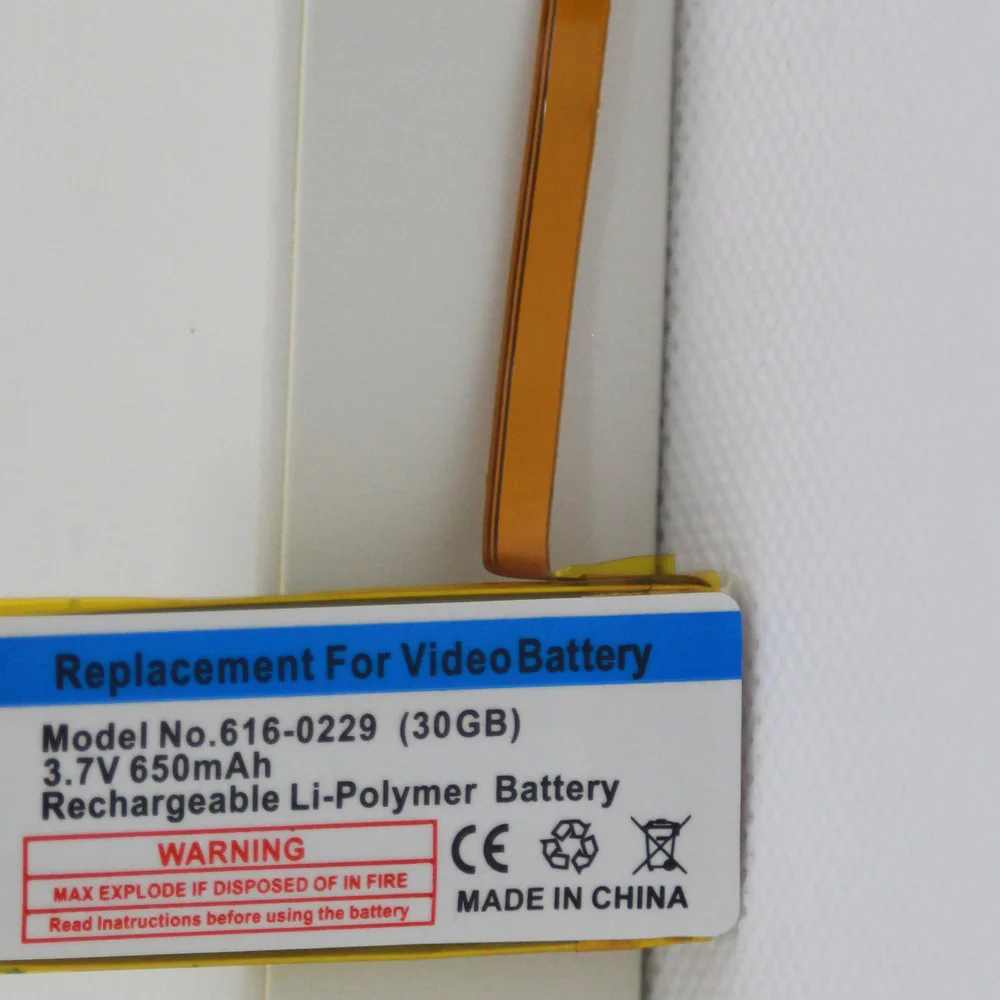 Replacement For Video Battery
Model No.616-0229 (30GB)
3.7V 650mAh
Rechargeable Li-Polymer Battery
WARNING
MAX EXPLODE IF DISPOSED OF IN FIRE
Read Instructions before using the battery
CE
MADE IN CHINA